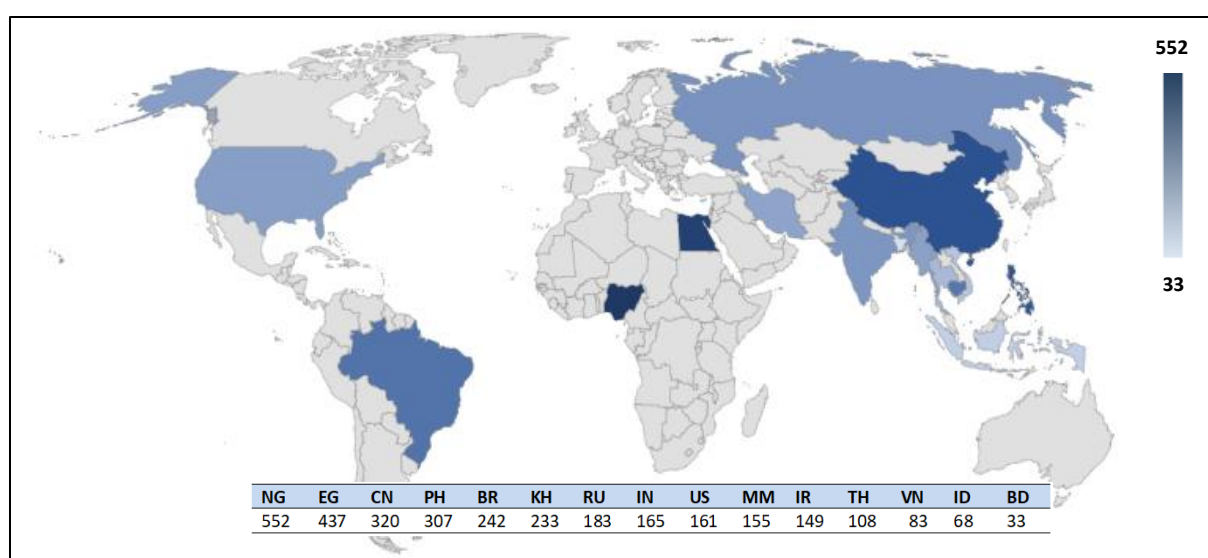 552
33
NG EG CN PH BR KH RU IN US MM IR TH VN ID BD
552 437 320 307 242 233 183 165 161 155 149 108 83 68 33